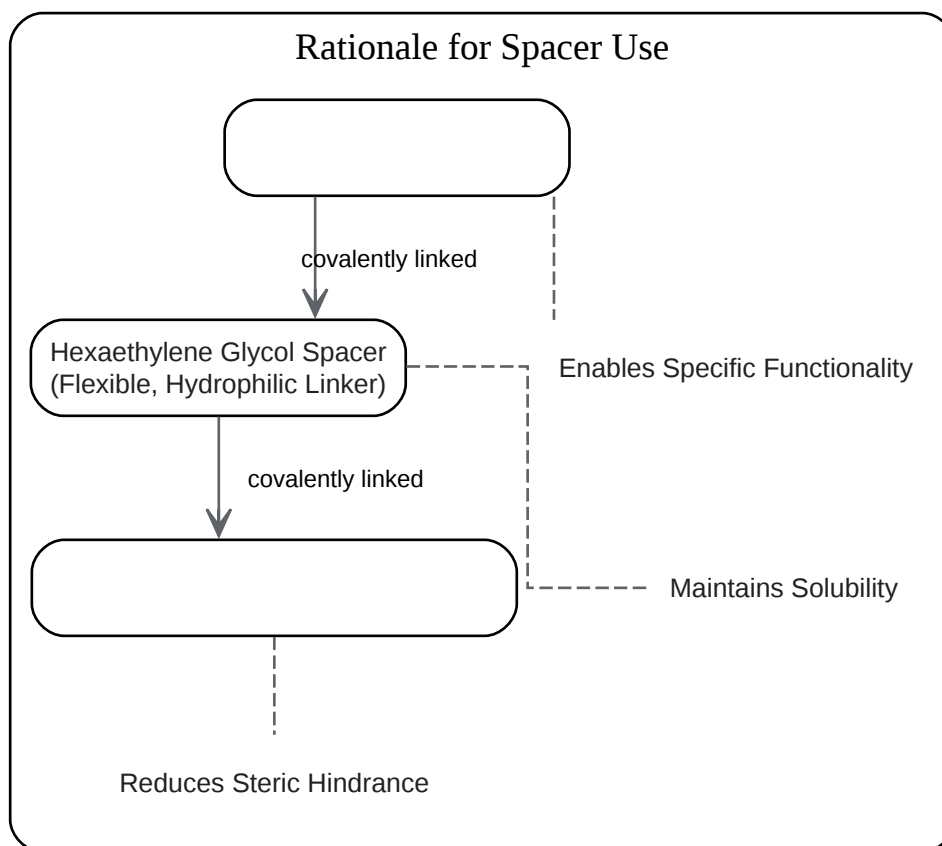 Rationale for Spacer Use
covalently linked
Hexaethylene Glycol Spacer
(Flexible, Hydrophilic Linker)
Enables Specific Functionality
covalently linked
Maintains Solubility
Reduces Steric Hindrance